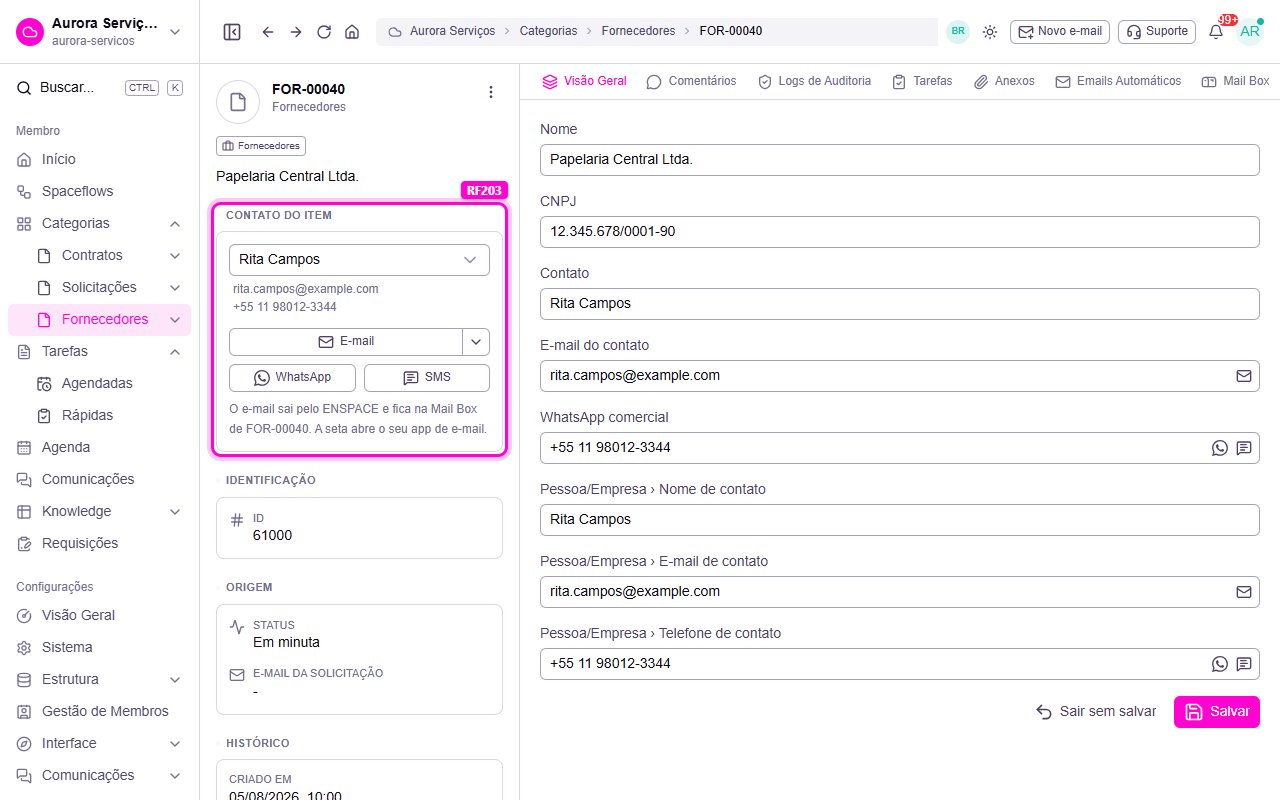 Aurora Serviç...
aurora-servicos
Aurora Serviços
Categorias
Fornecedores
FOR-00040
BR
Novo e-mail
Suporte
99+
AR
Buscar...
CTRL
K
Membro
Início
Spaceflows
Categorias
Contratos
Solicitações
Fornecedores
Tarefas
Agendadas
Rápidas
Agenda
Comunicações
Knowledge
Requisições
Configurações
Visão Geral
Sistema
Estrutura
Gestão de Membros
Interface
Comunicações
FOR-00040
Fornecedores
Fornecedores
Papelaria Central Ltda.
RF203
CONTATO DO ITEM
Rita Campos
rita.campos@example.com
+55 11 98012-3344
E-mail
WhatsApp
SMS
O e-mail sai pelo ENSPACE e fica na Mail Box
de FOR-00040. A seta abre o seu app de e-mail.
IDENTIFICAÇÃO
ID
61000
ORIGEM
STATUS
Em minuta
E-MAIL DA SOLICITAÇÃO
-
HISTÓRICO
CRIADO EM
05/08/2026, 10:00
Visão Geral
Comentários
Logs de Auditoria
Tarefas
Anexos
Emails Automáticos
Mail Box
Nome
Papelaria Central Ltda.
CNPJ
12.345.678/0001-90
Contato
Rita Campos
E-mail do contato
rita.campos@example.com
WhatsApp comercial
+55 11 98012-3344
Pessoa/Empresa › Nome de contato
Rita Campos
Pessoa/Empresa › E-mail de contato
rita.campos@example.com
Pessoa/Empresa › Telefone de contato
+55 11 98012-3344
Sair sem salvar
Salvar